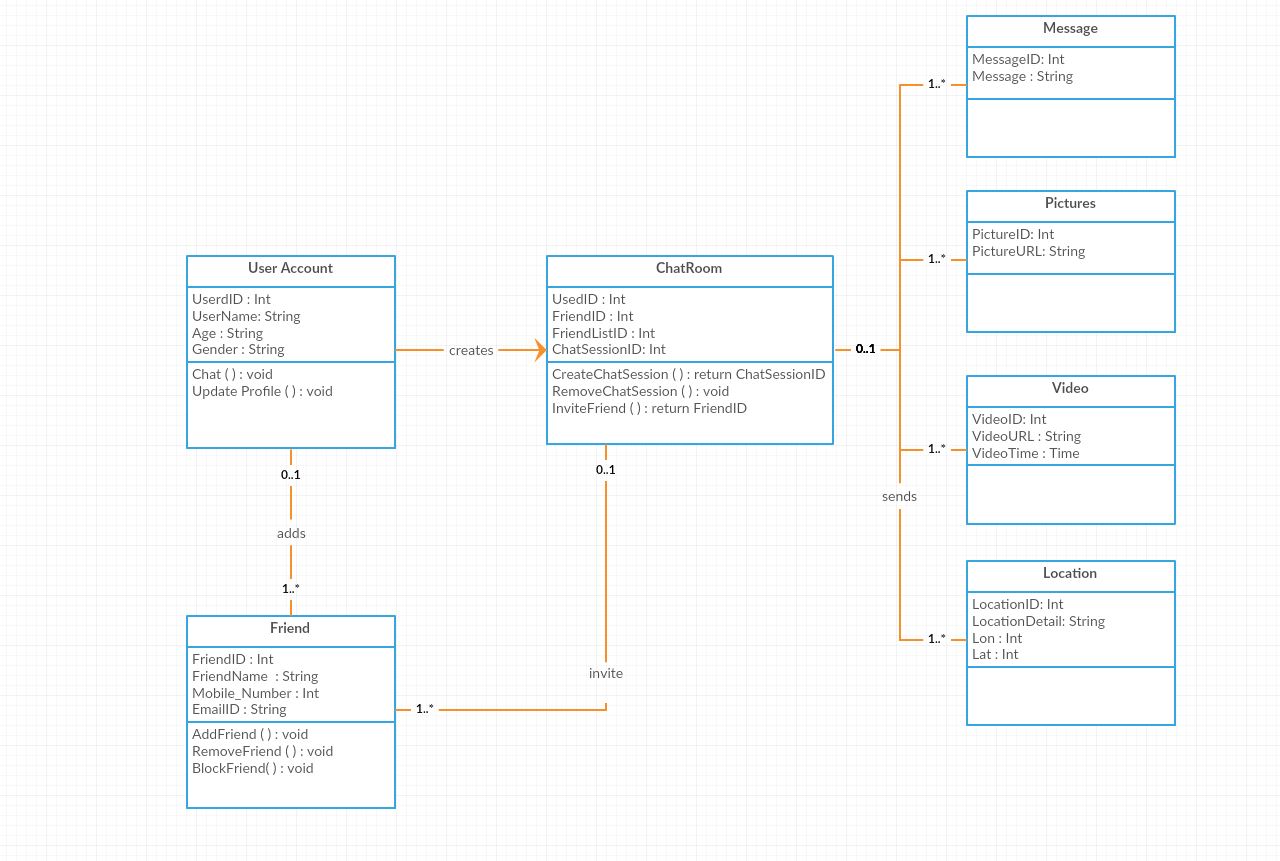 Message
MessageID: Int
Message : String
1..*
Pictures
PictureID: Int
PictureURL: String
1..*
User Account
UserdID : Int
UserName: String
Age : String
Gender : String
Chat ( ) : void
Update Profile ( ) : void
creates
ChatRoom
UsedID : Int
FriendID : Int
FriendListID : Int
ChatSessionID: Int
CreateChatSession ( ) : return ChatSessionID
RemoveChatSession ( ) : void
InviteFriend ( ) : return FriendID
0..1
Video
VideoID: Int
VideoURL : String
VideoTime : Time
1..*
0..1
0..1
sends
adds
1..*
Location
LocationID: Int
LocationDetail: String
Lon : Int
Lat : Int
1..*
Friend
FriendID : Int
FriendName : String
Mobile_Number : Int
EmailID : String
AddFriend ( ) : void
RemoveFriend ( ) : void
BlockFriend( ) : void
invite
1..*